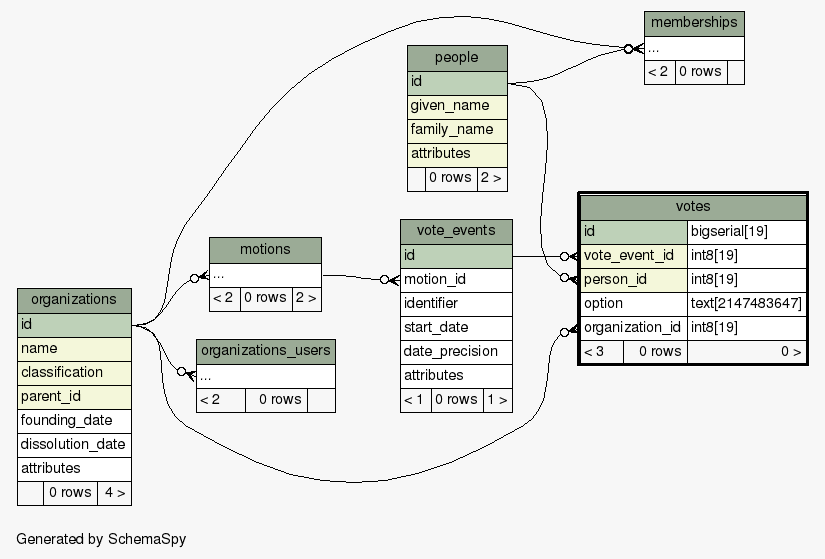 memberships
...
< 2 0 rows
people
id
given_name
family_name
attributes
0 rows 2 >
votes
id bigserial[19]
vote_event_id int8[19]
person_id int8[19]
option text[2147483647]
organization_id int8[19]
< 3 0 rows 0 >
vote_events
id
motion_id
identifier
start_date
date_precision
attributes
< 1 0 rows 1 >
motions
...
< 2 0 rows 2 >
organizations
id
name
classification
parent_id
founding_date
dissolution_date
attributes
0 rows 4 >
organizations_users
...
< 2 0 rows
Generated by SchemaSpy